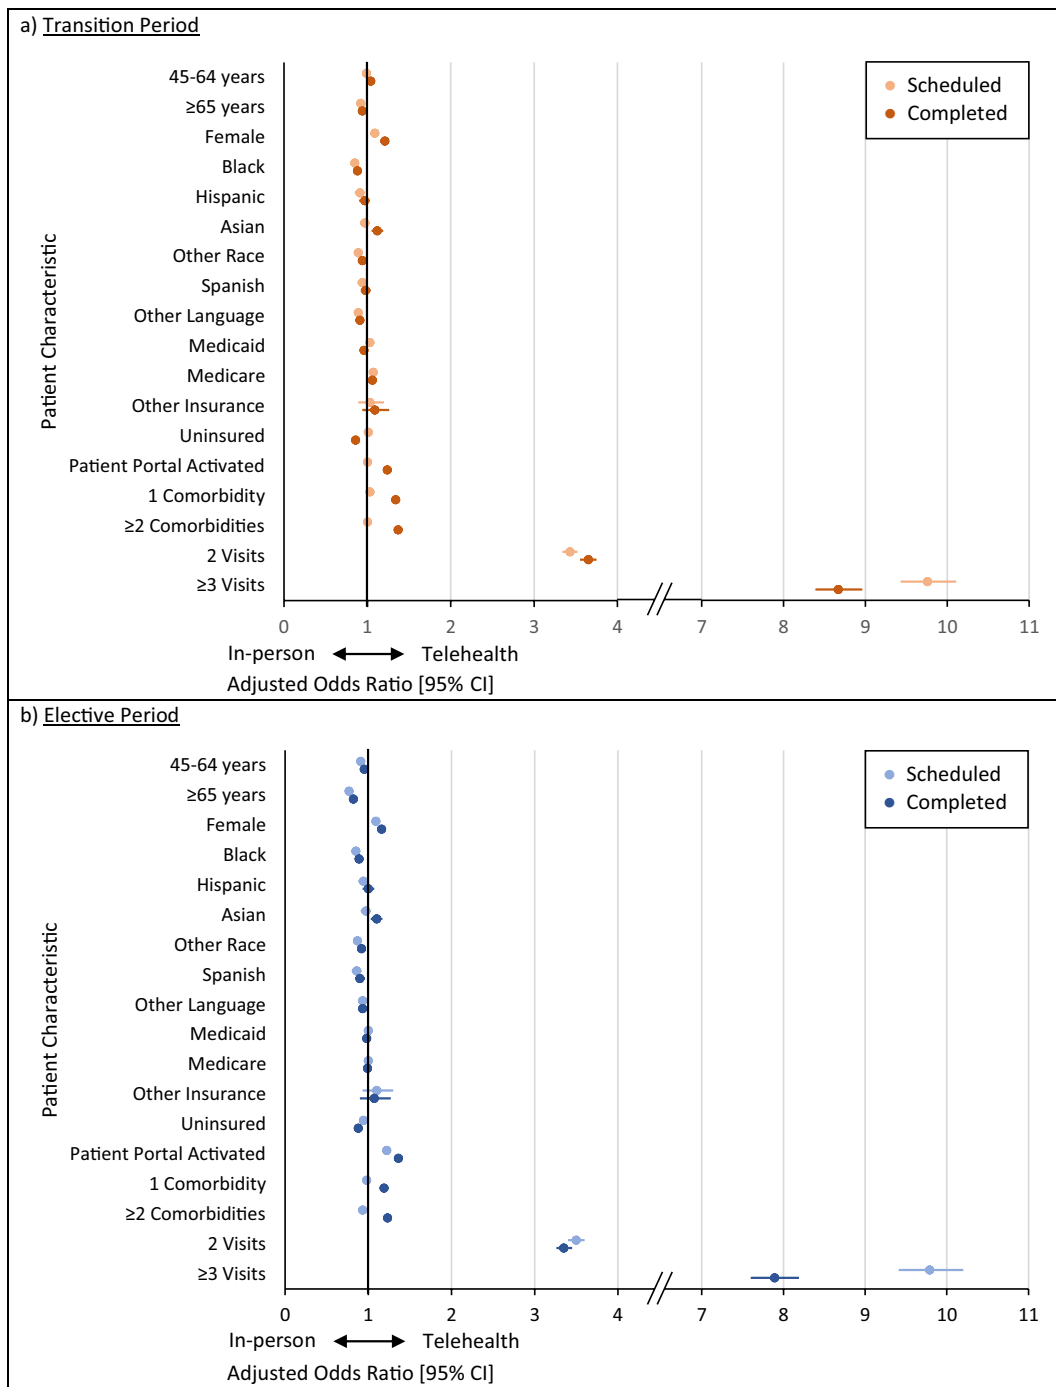 a) Transition Period
Scheduled
Completed
Patient Characteristic
45-64 years
≥65 years
Female
Black
Hispanic
Asian
Other Race
Spanish
Other Language
Medicaid
Medicare
Other Insurance
Uninsured
Patient Portal Activated
1 Comorbidity
≥2 Comorbidities
2 Visits
≥3 Visits
0 1 2 3 4 7 8 9 10 11
In-person Telehealth
Adjusted Odds Ratio [95% CI]
b) Elective Period
Scheduled
Completed
Patient Characteristic
45-64 years
≥65 years
Female
Black
Hispanic
Asian
Other Race
Spanish
Other Language
Medicaid
Medicare
Other Insurance
Uninsured
Patient Portal Activated
1 Comorbidity
≥2 Comorbidities
2 Visits
≥3 Visits
0 1 2 3 4 7 8 9 10 11
In-person Telehealth
Adjusted Odds Ratio [95% CI]